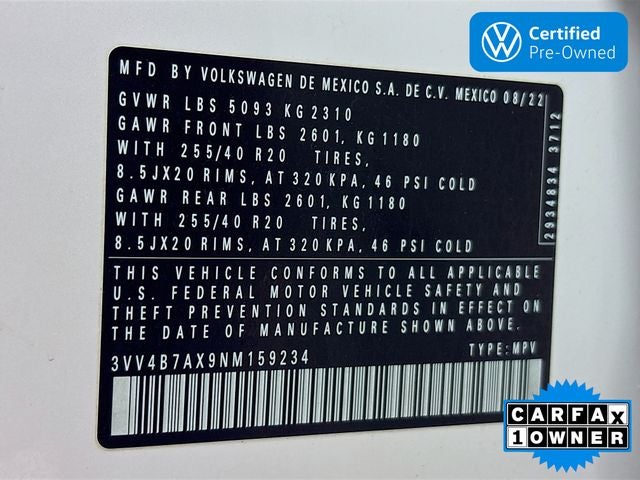 Certified
Pre-Owned
MFD BY VOLKSWAGEN DE MEXICO S.A. DE C.V. MEXICO 08/22
GVWR LBS 5093 KG 2310
GAWR FRONT LBS 2601, KG 1180
WITH 255/40 R20 TIRES,
8.5JX20 RIMS, AT 320 KPA, 46 PSI COLD
GAWR REAR LBS 2601, KG 1180
WITH 255/40 R20 TIRES,
8.5JX20 RIMS, AT 320 KPA, 46 PSI COLD
2934834 3712
THIS VEHICLE CONFORMS TO ALL APPLICABLE
U.S. FEDERAL MOTOR VEHICLE SAFETY AND
THEFT PREVENTION STANDARDS IN EFFECT ON
THE DATE OF MANUFACTURE SHOWN ABOVE.
3VV4B7AX9NM159234 TYPE: MPV
CARFAX
1 OWNER